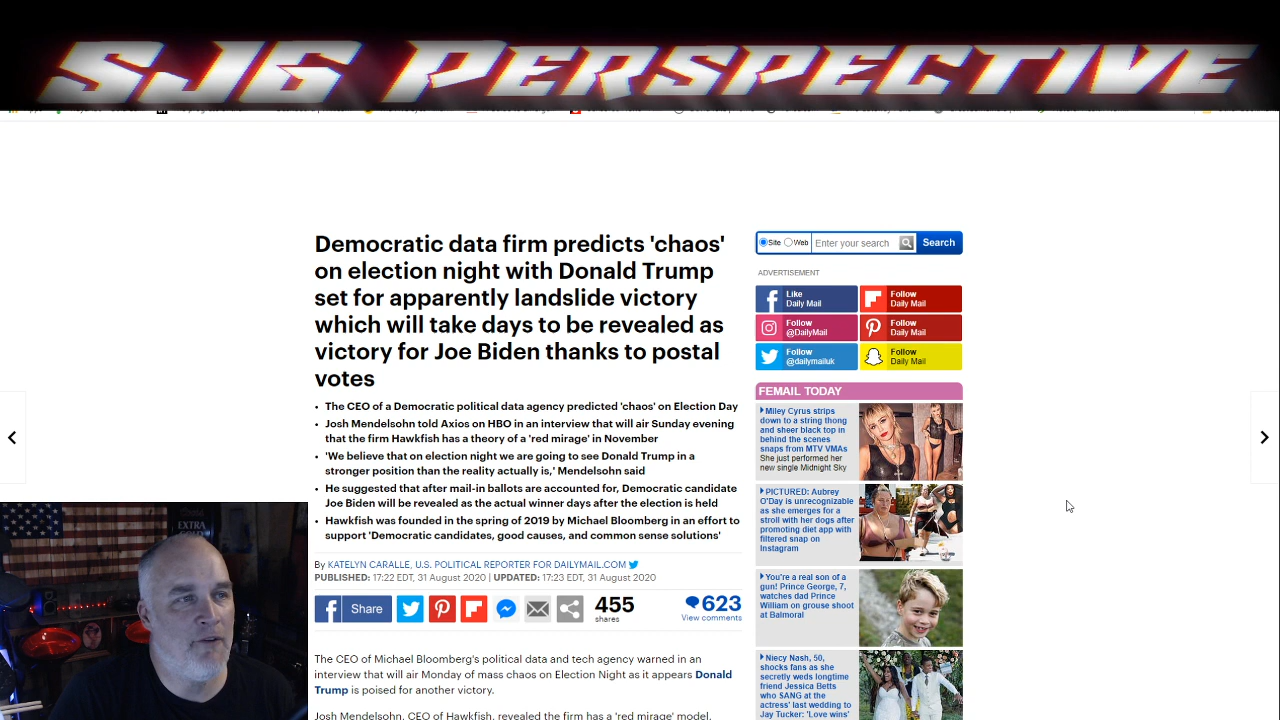 SJG PERSPECTIVE
Democratic data firm predicts 'chaos'
on election night with Donald Trump
set for apparently landslide victory
which will take days to be revealed as
victory for Joe Biden thanks to postal
votes
• The CEO of a Democratic political data agency predicted 'chaos' on Election Day
• Josh Mendelsohn told Axios on HBO in an interview that will air Sunday evening
that the firm Hawkfish has a theory of a 'red mirage' in November
• 'We believe that on election night we are going to see Donald Trump in a
stronger position than the reality actually is,' Mendelsohn said
• He suggested that after mail-in ballots are accounted for, Democratic candidate
Joe Biden will be revealed as the actual winner days after the election is held
• Hawkfish was founded in the spring of 2019 by Michael Bloomberg in an effort to
support 'Democratic candidates, good causes, and common sense solutions'
By KATELYN CARALLE, U.S. POLITICAL REPORTER FOR DAILYMAIL.COM
PUBLISHED: 17:22 EDT, 31 August 2020 | UPDATED: 17:23 EDT, 31 August 2020
Share
455
shares
623
View comments
The CEO of Michael Bloomberg's political data and tech agency warned in an
interview that will air Monday of mass chaos on Election Night as it appears Donald
Trump is poised for another victory.
Josh Mendelsohn, CEO of Hawkfish, revealed the firm has a 'red mirage' model,
Site Web Enter your search Search
ADVERTISEMENT
Like
Daily Mail
Follow
Daily Mail
Follow
@DailyMail
Follow
Daily Mail
Follow
@dailymailuk
Follow
Daily Mail
FEMAIL TODAY
Miley Cyrus strips
down to a string thong
and sheer black top in
behind the scenes
snaps from MTV VMAs
She just performed her
new single Midnight Sky
PICTURED: Aubrey
O'Day is unrecognizable
as she emerges for a
stroll with her dogs after
promoting diet app with
filtered snap on
Instagram
You're a real son of a
gun! Prince George, 7,
watches dad Prince
William on grouse shoot
at Balmoral
Niecy Nash, 50,
shocks fans as she
secretly weds longtime
friend Jessica Betts
who SANG at the
actress' last wedding to
Jay Tucker: 'Love wins'
EXTRA
GOLD